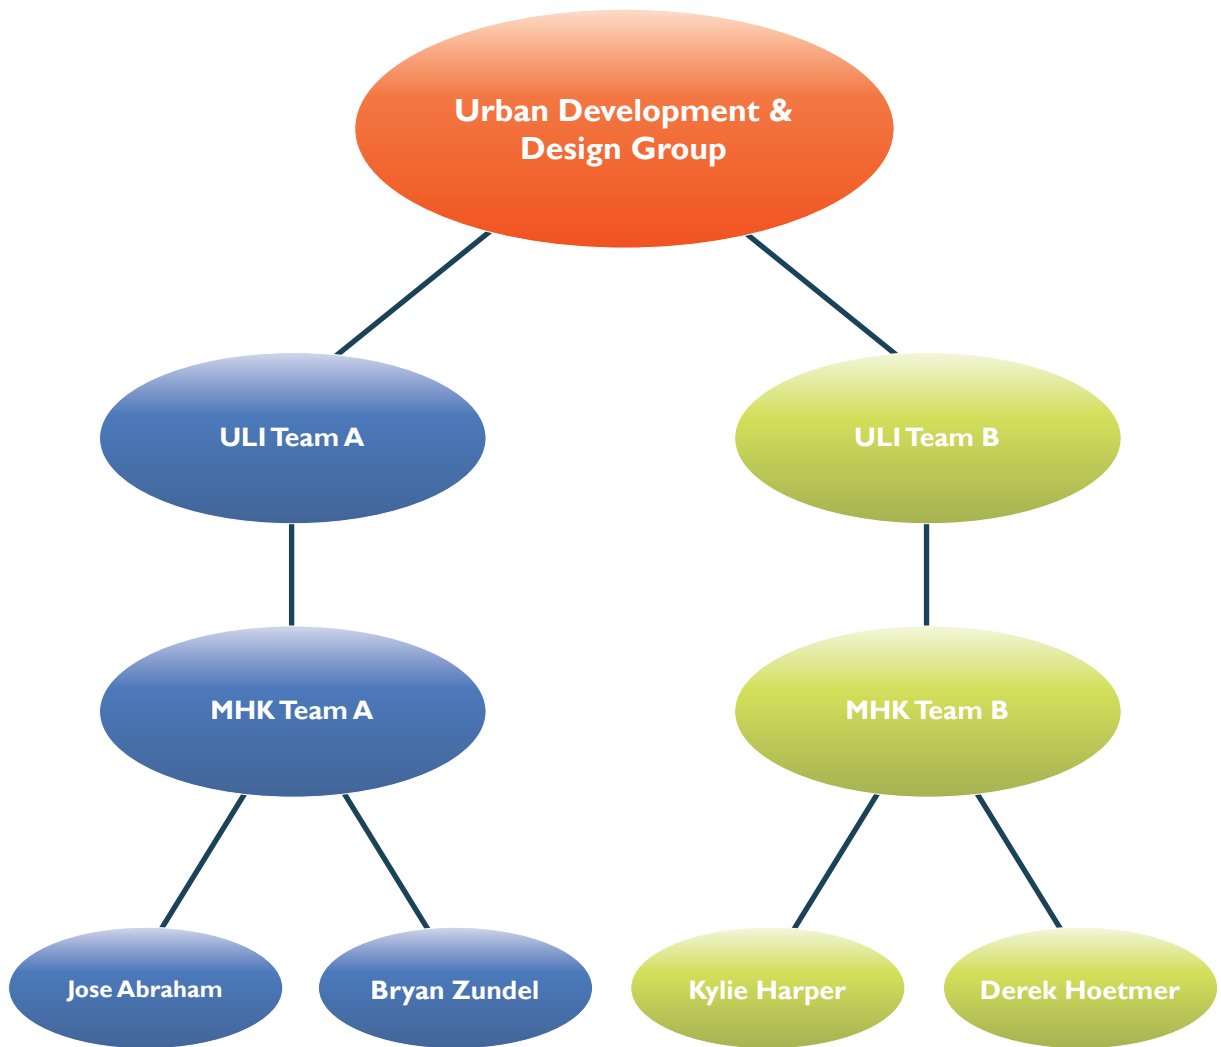 Urban Development &
Design Group
ULI Team A
ULI Team B
MHK Team A
MHK Team B
Jose Abraham
Bryan Zundel
Kylie Harper
Derek Hoetmer